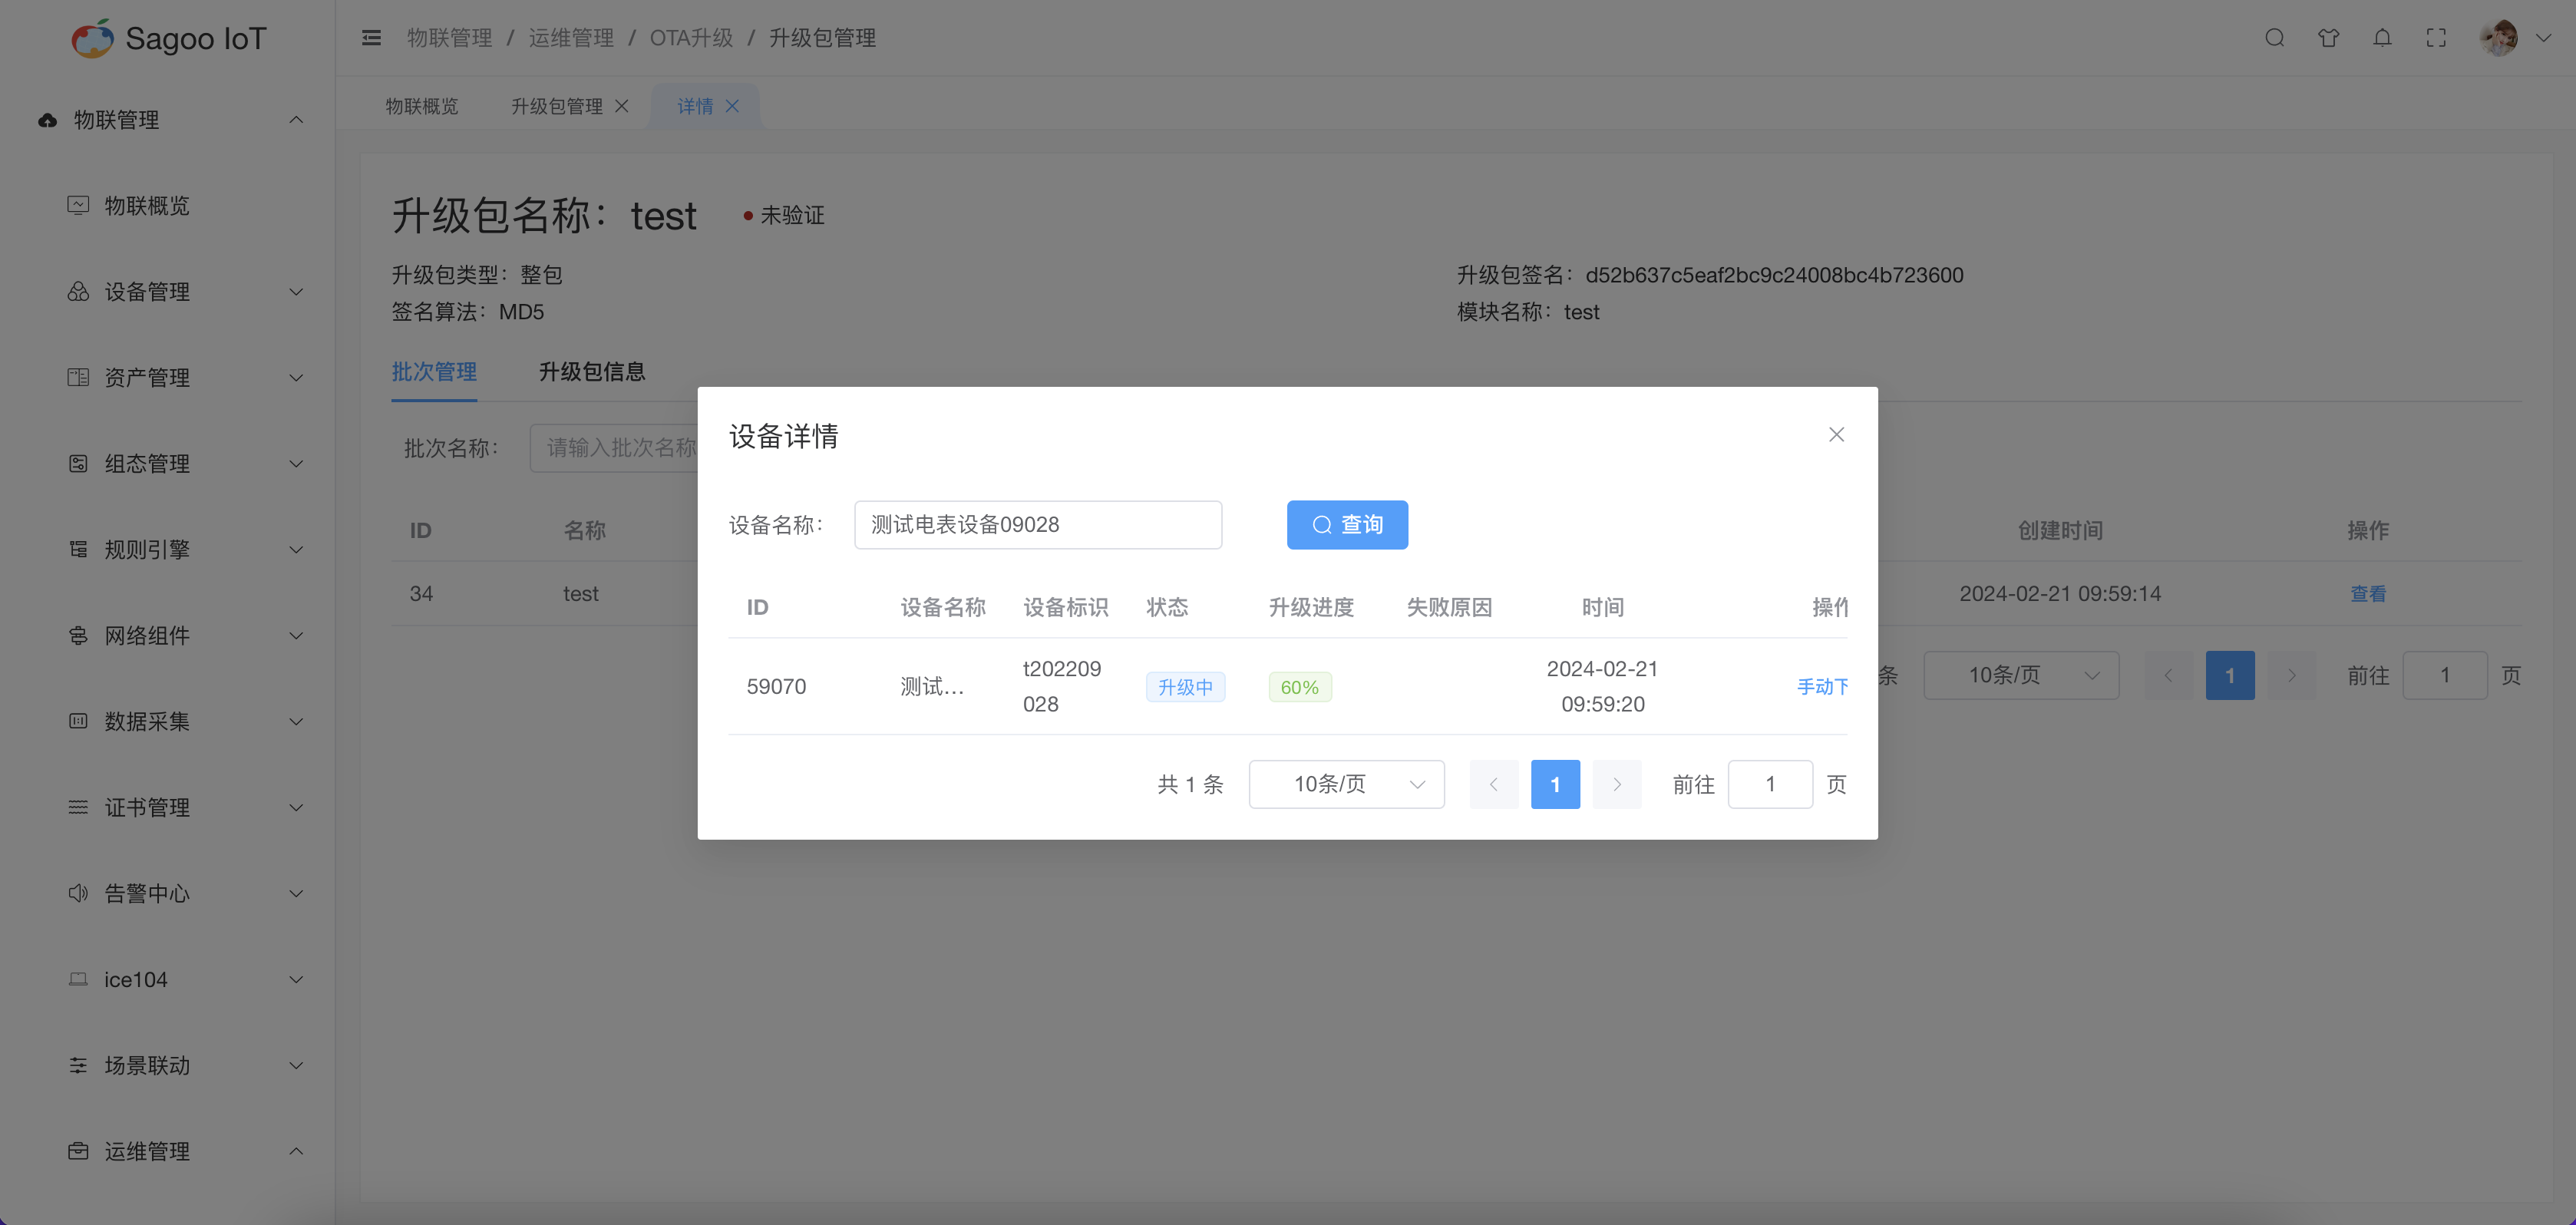 Sagoo IoT
物联管理 / 运维管理 / OTA升级 / 升级包管理
物联概览 升级包管理 详情
物联管理
物联概览
设备管理
资产管理
组态管理
规则引擎
网络组件
数据采集
证书管理
告警中心
ice104
场景联动
运维管理
升级包名称：test 未验证
升级包类型：整包 升级包签名：d52b637c5eaf2bc9c24008bc4b723600
签名算法：MD5 模块名称：test
批次管理 升级包信息
批次名称： 请输入批次名称
ID 名称 创建时间 操作
34 test 2024-02-21 09:59:14 查看
条 10条/页 1 前往 1 页
设备详情
设备名称： 测试电表设备09028 查询
ID 设备名称 设备标识 状态 升级进度 失败原因 时间 操作
59070 测试... t202209 升级中 60% 2024-02-21 手动下
028 09:59:20
共 1 条 10条/页 1 前往 1 页